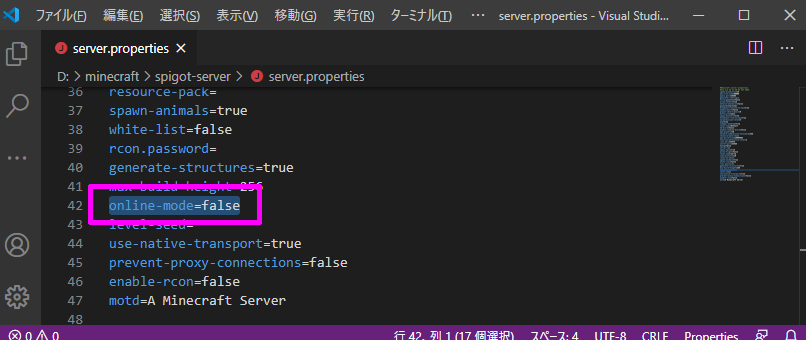 ファイル(F) 編集(E) 選択(S) 表示(V) 移動(G) 実行(R) ターミナル(T) ... server.properties - Visual Studi...
server.properties
D: > minecraft > spigot-server > server.properties
36 resource-pack=
37 spawn-animals=true
38 white-list=false
39 rcon.password=
40 generate-structures=true
41 max-build-height=256
42 online-mode=false
43 level-seed=
44 use-native-transport=true
45 prevent-proxy-connections=false
46 enable-rcon=false
47 motd=A Minecraft Server
48
0 0 行 42、列 1 (17 個選択) スペース: 4 UTF-8 CRLF Properties